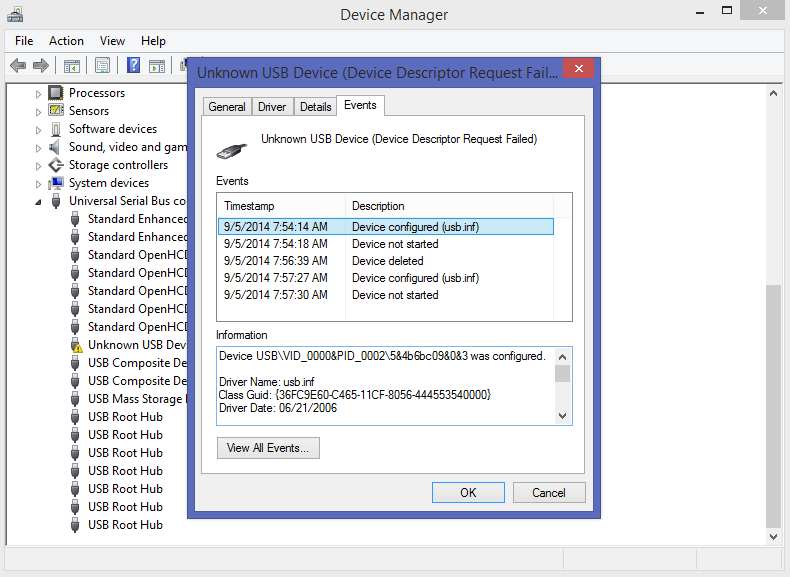 Device Manager
File Action View Help
Processors
Sensors
Software devices
Sound, video and gam
Storage controllers
System devices
Universal Serial Bus co
Standard Enhanced
Standard Enhanced
Standard OpenHCD
Standard OpenHCD
Standard OpenHCD
Standard OpenHCD
Standard OpenHCD
Unknown USB Devi
USB Composite De
USB Composite De
USB Mass Storage
USB Root Hub
USB Root Hub
USB Root Hub
USB Root Hub
USB Root Hub
USB Root Hub
USB Root Hub
Unknown USB Device (Device Descriptor Request Fail...
General Driver Details Events
Unknown USB Device (Device Descriptor Request Failed)
Events
Timestamp Description
9/5/2014 7:54:14 AM Device configured (usb.inf)
9/5/2014 7:54:18 AM Device not started
9/5/2014 7:56:39 AM Device deleted
9/5/2014 7:57:27 AM Device configured (usb.inf)
9/5/2014 7:57:30 AM Device not started
Information
Device USB\VID_0000&PID_0002\5&4b6bc09&0&3 was configured.
Driver Name: usb.inf
Class Guid: {36FC9E60-C465-11CF-8056-444553540000}
Driver Date: 06/21/2006
View All Events...
OK Cancel